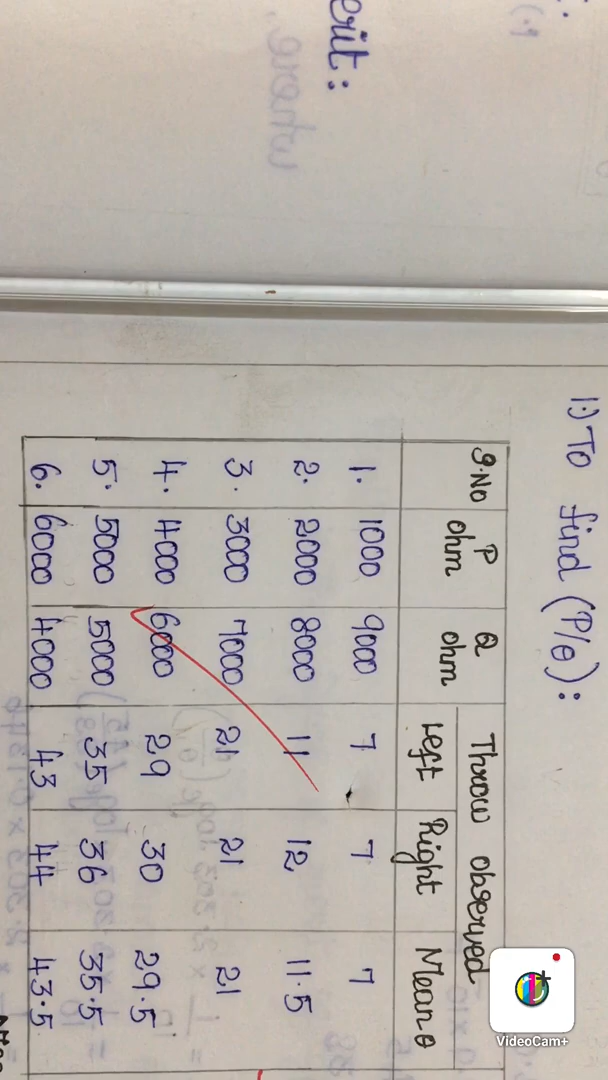 erit:
1:) To find (P/θ):
S.No P ohm Q ohm Throw observed
Left Right Mean θ
1. 1000 9000 7 7 7
2. 2000 8000 11 12 11.5
3. 3000 7000 21 21 21
4. 4000 6000 29 30 29.5
5. 5000 5000 35 36 35.5
6. 6000 4000 43 44 43.5
VideoCam+